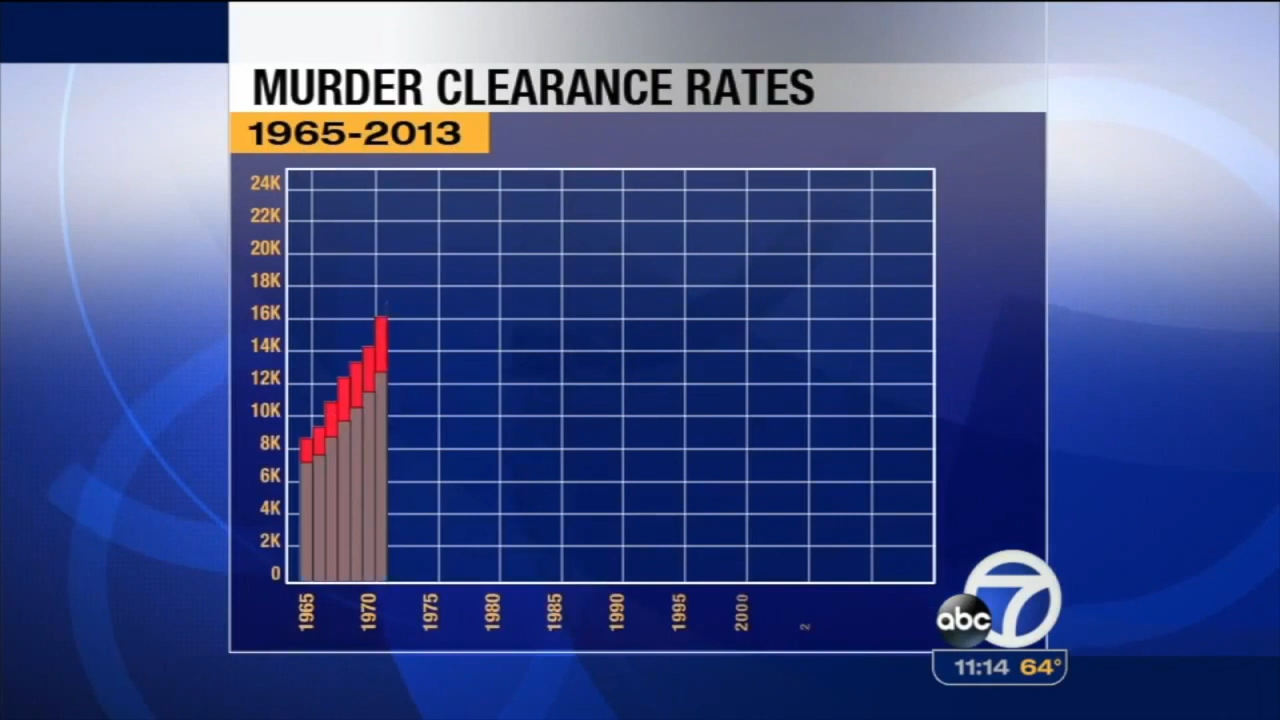 MURDER CLEARANCE RATES
1965-2013
24K
22K
20K
18K
16K
14K
12K
10K
8K
6K
4K
2K
0
1965
1970
1975
1980
1985
1990
1995
2000
2
abc 7
11:14 64°